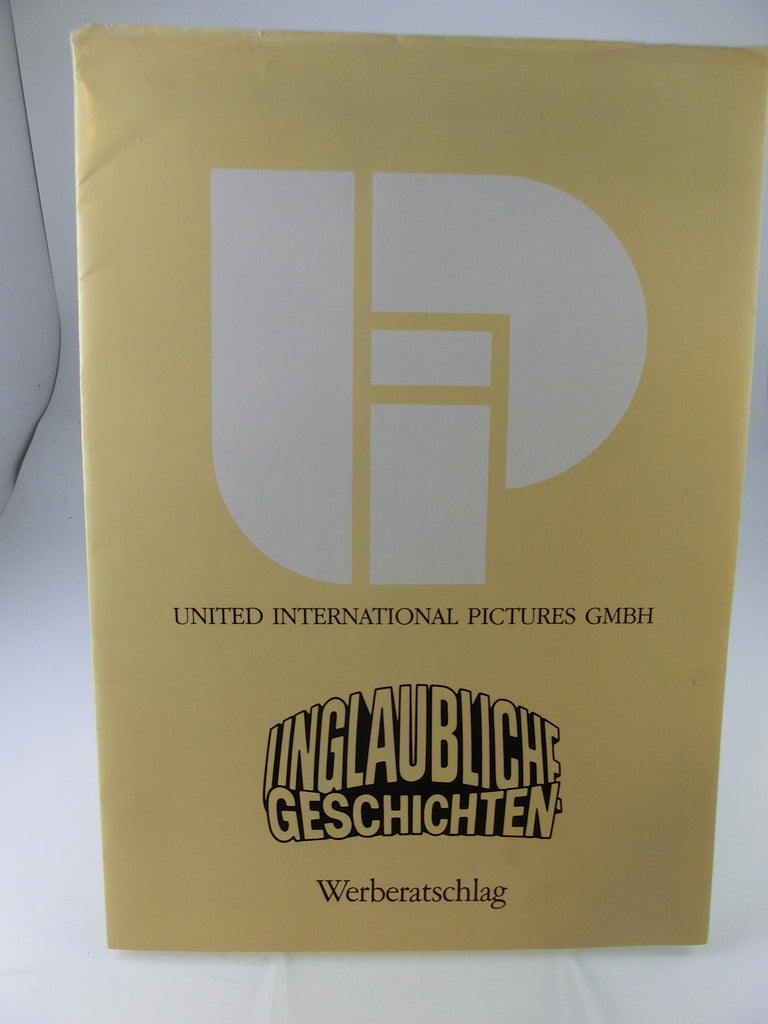 UIP
UNITED INTERNATIONAL PICTURES GMBH
UNGLAUBLICHE
GESCHICHTEN
Werberatschlag